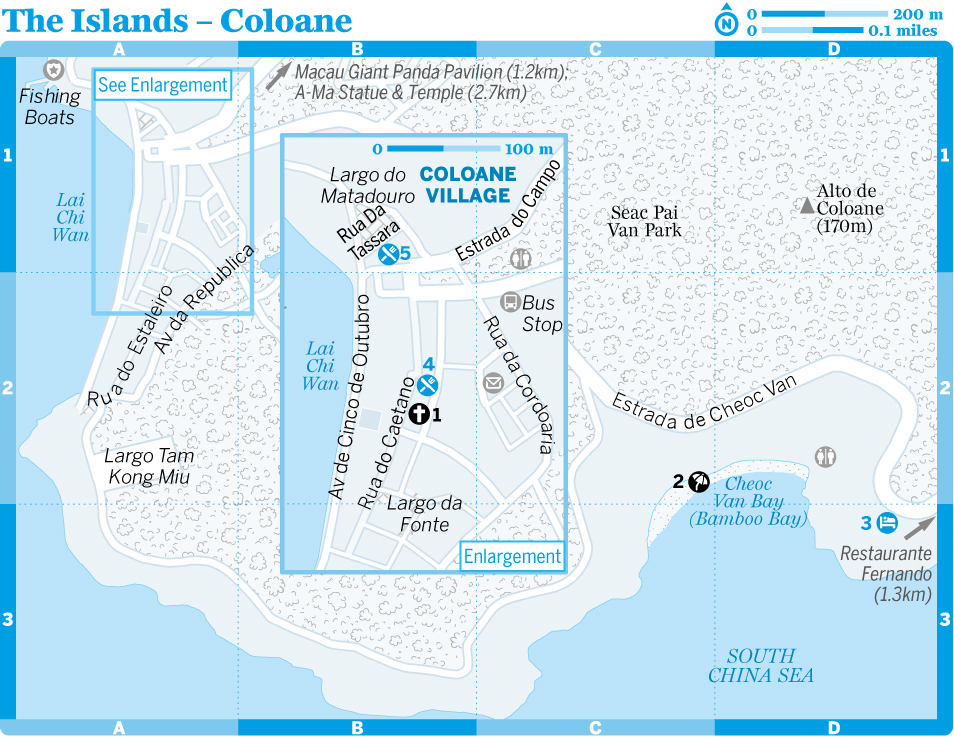 The Islands – Coloane
N
0 200 m
0 0.1 miles
A B C D
See Enlargement
Macau Giant Panda Pavilion (1.2km),
A-Ma Statue & Temple (2.7km)
Fishing
Boats
1
1
0 100 m
Largo do
Matadouro
COLOANE
VILLAGE
Estrada do Campo
Rua Da
Tassara
5
Lai
Chi
Wan
Seac Pai
Van Park
Alto de
Coloane
(170m)
Av da Republica
Rua do Estaleiro
Bus
Stop
Rua da Cordoaria
Lai
Chi
Wan
Av de Cinco de Outubro
Rua do Caetano
4
1
2
2
Estrada de Cheoc Van
Largo Tam
Kong Miu
Largo da
Fonte
2
Cheoc
Van Bay
(Bamboo Bay)
3
Enlargement
Restaurante
Fernando
(1.3km)
3
3
SOUTH
CHINA SEA
A B C D